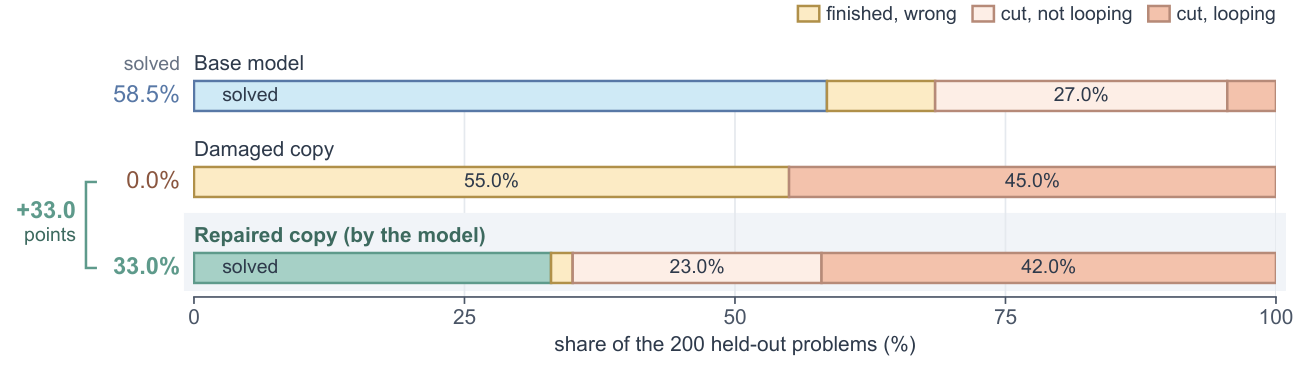 finished, wrong cut, not looping cut, looping
solved Base model
58.5% solved 27.0%
Damaged copy
0.0% 55.0% 45.0%
+33.0
points
Repaired copy (by the model)
33.0% solved 23.0% 42.0%
0 25 50 75 100
share of the 200 held-out problems (%)